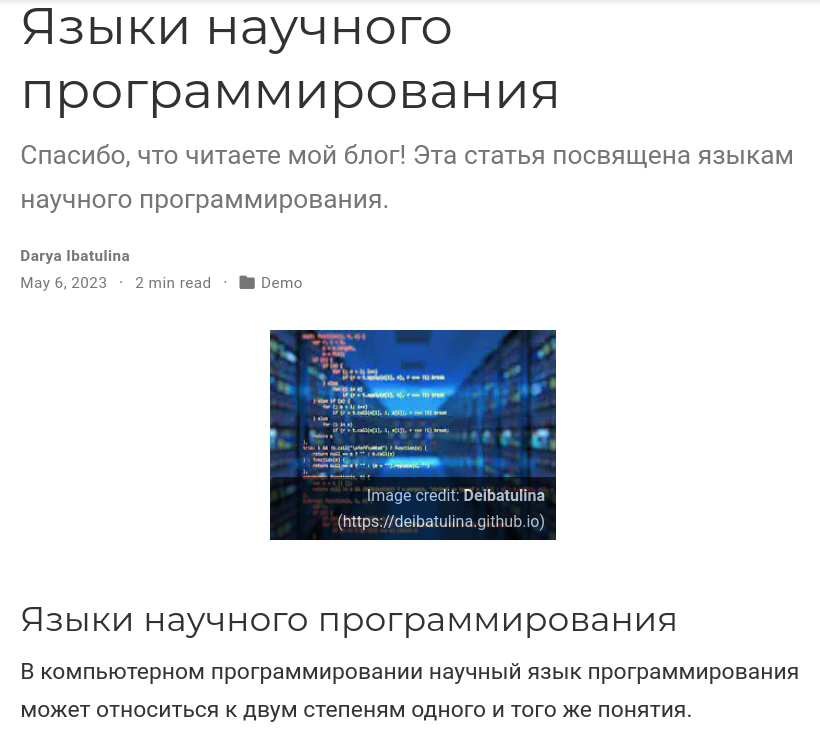 Языки научного
программирования
Спасибо, что читаете мой блог! Эта статья посвящена языкам
научного программирования.
Darya Ibatulina
May 6, 2023 · 2 min read · Demo
Image credit: Deibatulina
(https://deibatulina.github.io)
Языки научного программирования
В компьютерном программировании научный язык программирования
может относиться к двум степеням одного и того же понятия.